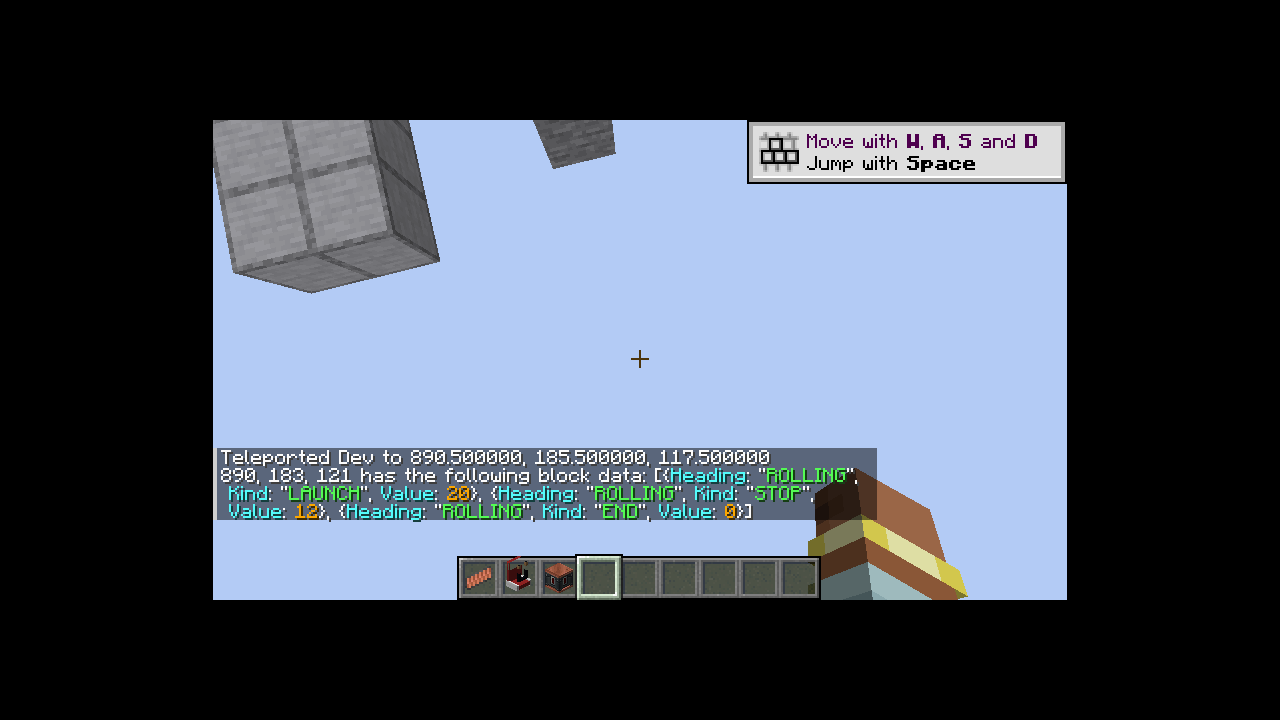 Move with W, A, S and D
Jump with Space
Teleported Dev to 890.500000, 185.500000, 117.500000
890, 183, 121 has the following block data: [{Heading: "ROLLING",
Kind: "LAUNCH", Value: 20}, {Heading: "ROLLING", Kind: "STOP",
Value: 12}, {Heading: "ROLLING", Kind: "END", Value: 0}]